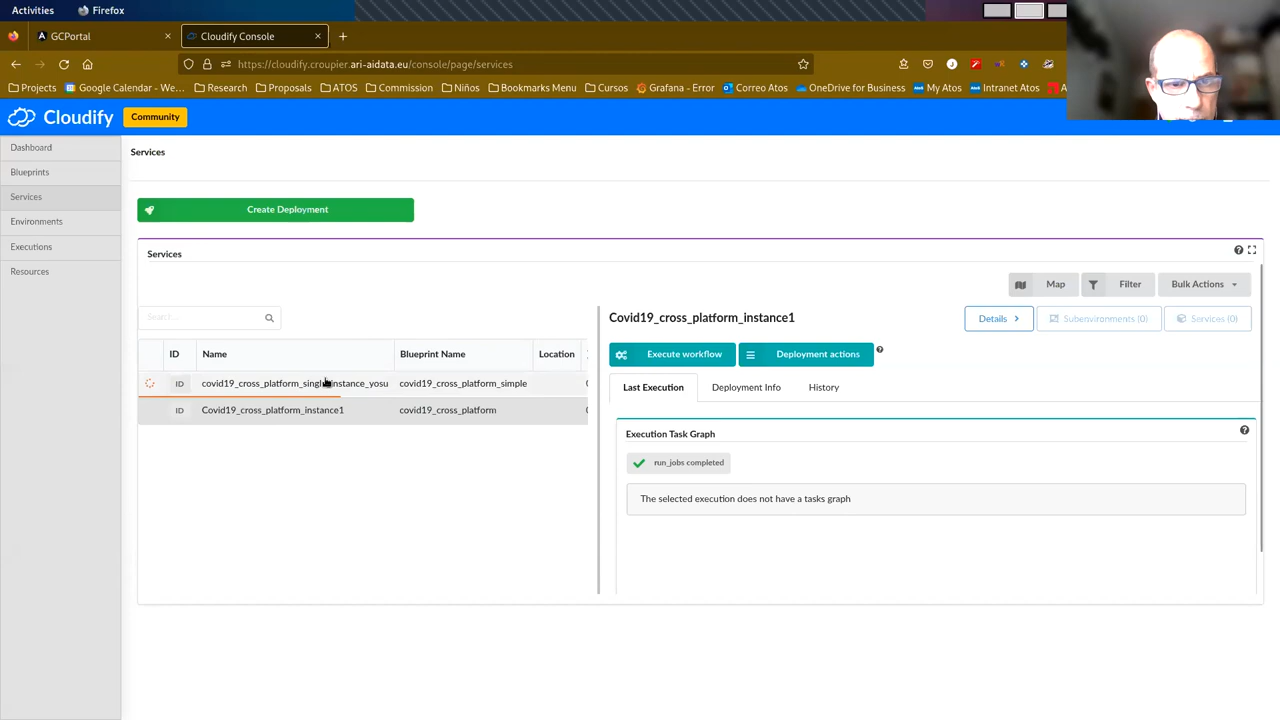 Activities Firefox
GCPortal × Cloudify Console × +
https://cloudify.croupier.ari-aidata.eu/console/page/services
Projects Google Calendar - We… Research Proposals ATOS Commission Niños Bookmarks Menu Cursos Grafana - Error Correo Atos OneDrive for Business My Atos Intranet Atos
Cloudify Community
Dashboard
Blueprints
Services
Environments
Executions
Resources
Services
Create Deployment
Services
Map Filter Bulk Actions
Search...
ID Name Blueprint Name Location
ID covid19_cross_platform_singl instance_yosu covid19_cross_platform_simple
ID Covid19_cross_platform_instance1 covid19_cross_platform
Covid19_cross_platform_instance1
Details Subenvironments (0) Services (0)
Execute workflow Deployment actions
Last Execution Deployment Info History
Execution Task Graph
run_jobs completed
The selected execution does not have a tasks graph